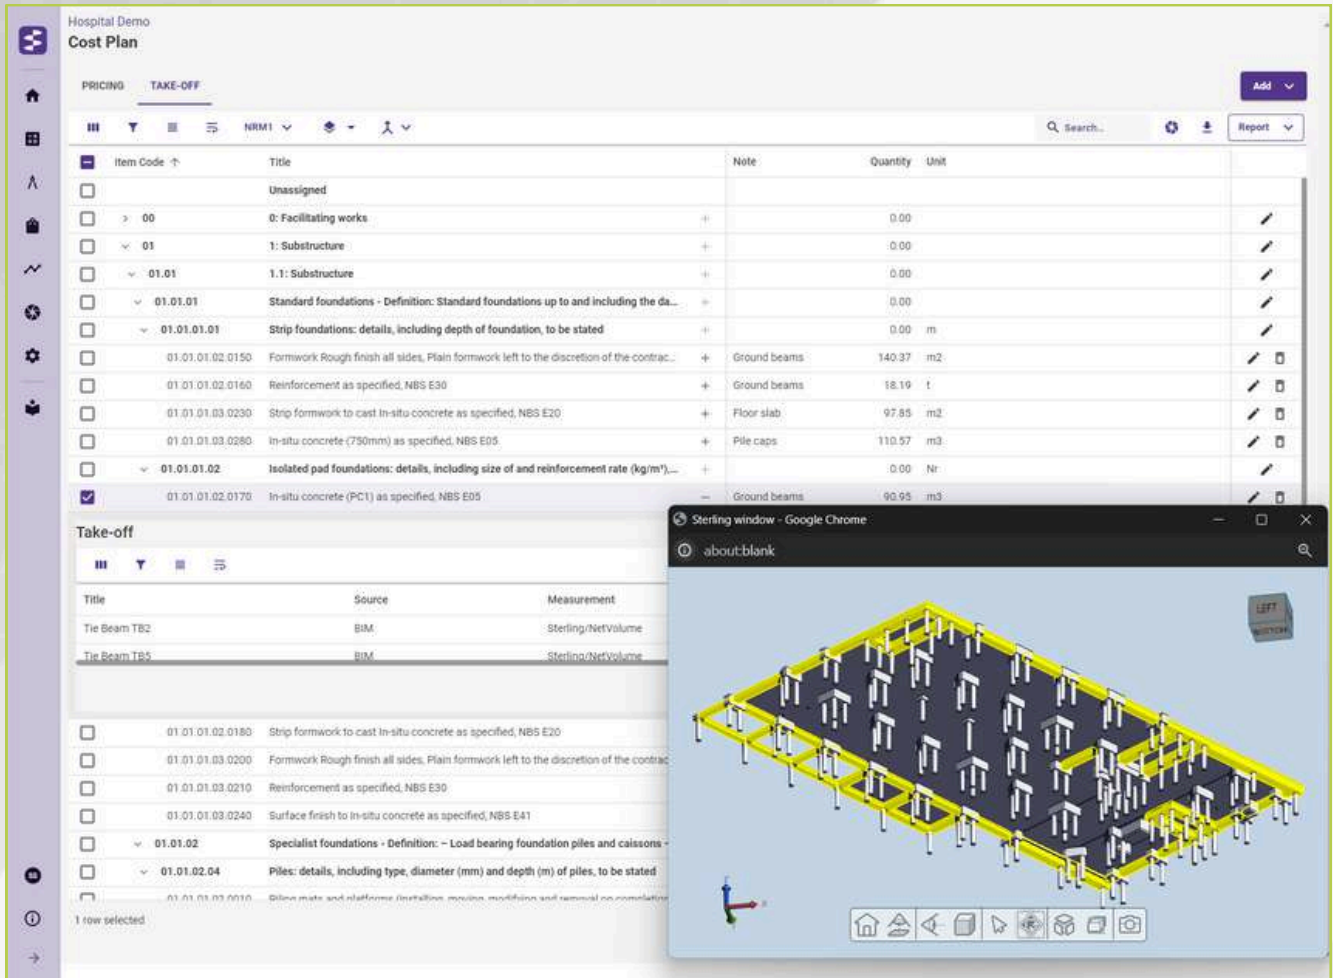 Hospital Demo
Cost Plan
PRICING TAKE-OFF Add
NRM1 Search... Report
Item Code Title Note Quantity Unit
Unassigned
00 0: Facilitating works 0.00
01 1: Substructure 0.00
01.01 1.1: Substructure 0.00
01.01.01 Standard foundations - Definition: Standard foundations up to and including the da... 0.00
01.01.01.01 Strip foundations: details, including depth of foundation, to be stated 0.00 m
01.01.01.02.0150 Formwork Rough finish all sides, Plain formwork left to the discretion of the contrac... Ground beams 140.37 m2
01.01.01.02.0160 Reinforcement as specified, NBS E30 Ground beams 18.19 t
01.01.01.03.0230 Strip formwork to cast In-situ concrete as specified, NBS E20 Floor slab 97.85 m2
01.01.01.03.0280 In-situ concrete (750mm) as specified, NBS E05 Pile caps 110.57 m3
01.01.01.02 Isolated pad foundations: details, including size of and reinforcement rate (kg/m³),... 0.00 Nr
01.01.01.02.0170 In-situ concrete (PC1) as specified, NBS E05 Ground beams 90.95 m3
Take-off
Title Source Measurement
Tie Beam TB2 BIM Sterling/NetVolume
Tie Beam TB5 BIM Sterling/NetVolume
01.01.01.02.0180 Strip formwork to cast In-situ concrete as specified, NBS E20
01.01.01.03.0200 Formwork Rough finish all sides, Plain formwork left to the discretion of the contrac
01.01.01.03.0210 Reinforcement as specified, NBS E30
01.01.01.03.0240 Surface finish to In-situ concrete as specified, NBS E41
01.01.02 Specialist foundations - Definition: ~ Load bearing foundation piles and caissons -
01.01.02.04 Piles: details, including type, diameter (mm) and depth (m) of piles, to be stated
Piling mats and platforms (installing, moving, modifying and removal on completion
1 row selected
Sterling window - Google Chrome
about:blank
LEFT
BOTTOM